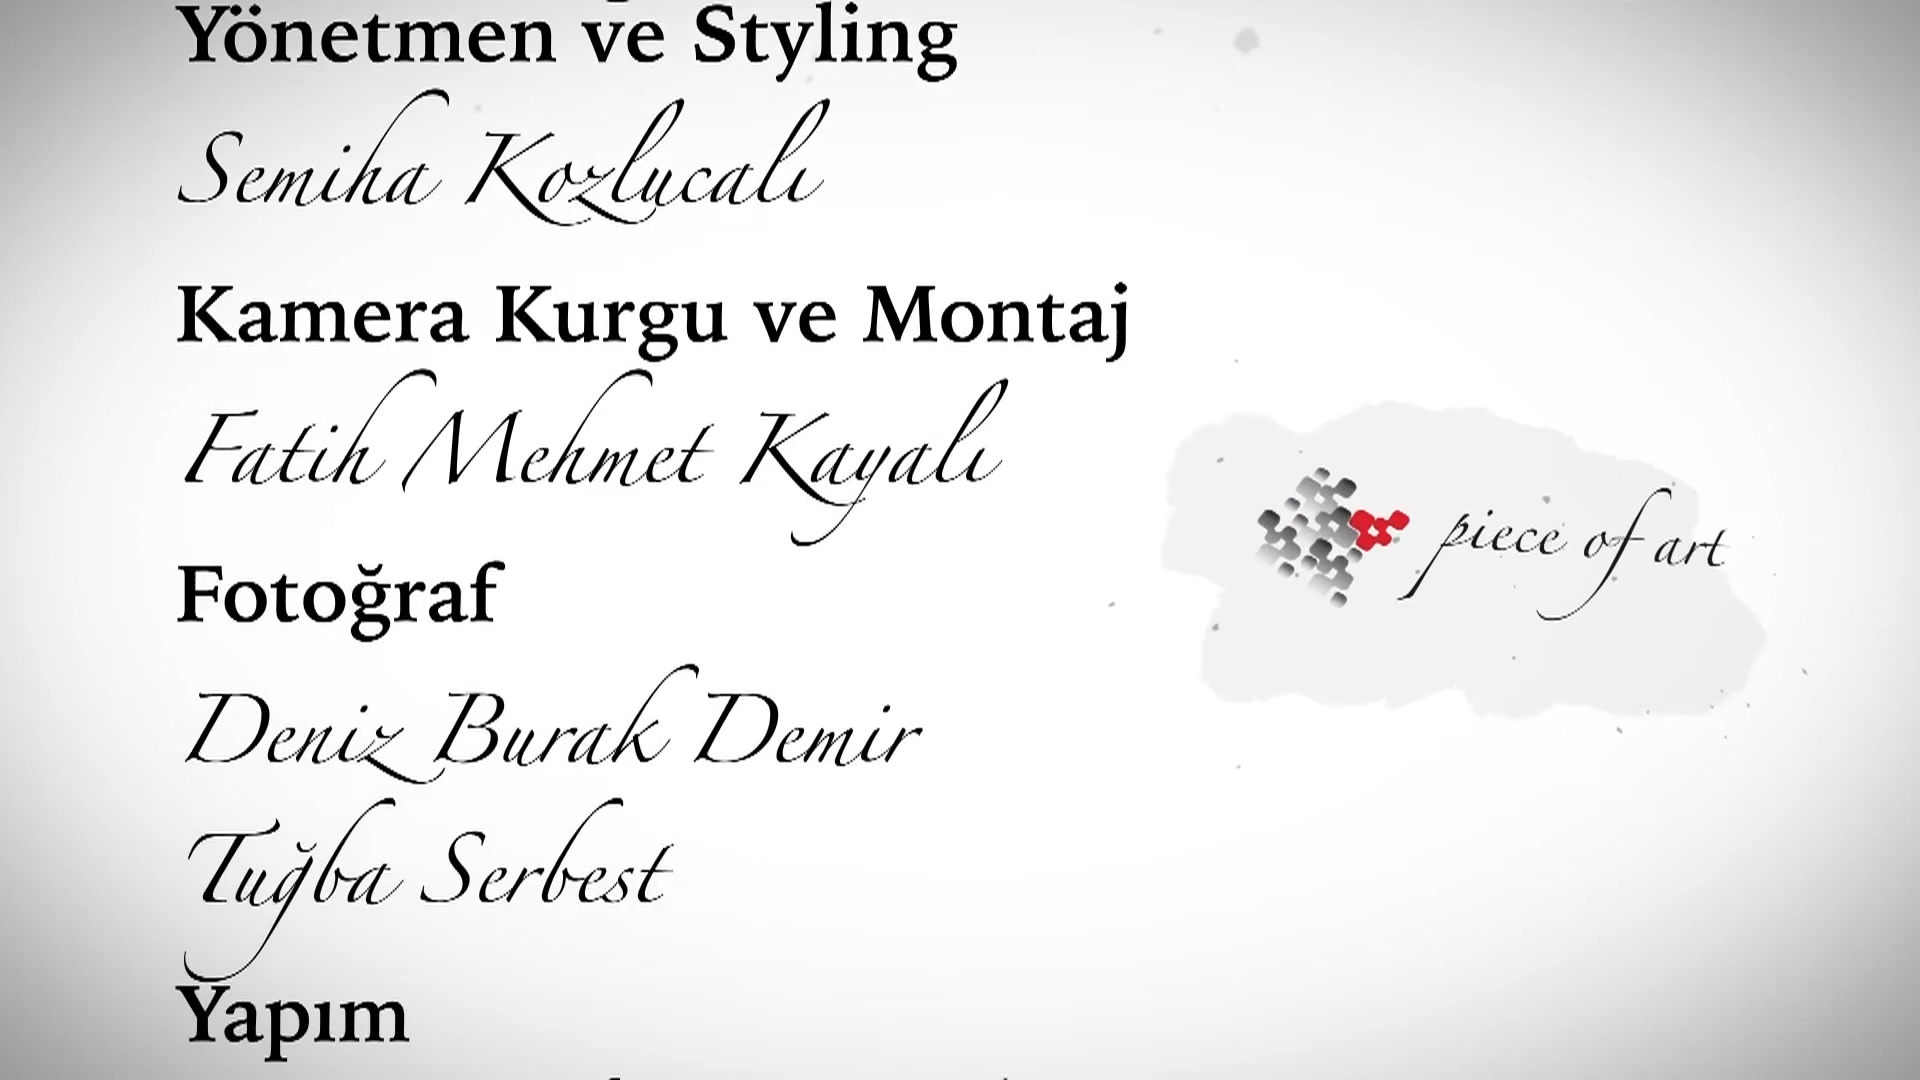 Yönetmen ve Styling
Semiha Kozlucalı
Kamera Kurgu ve Montaj
Fatih Mehmet Kayalı
piece of art
Fotoğraf
Deniz Burak Demir
Tuğba Serbest
Yapım